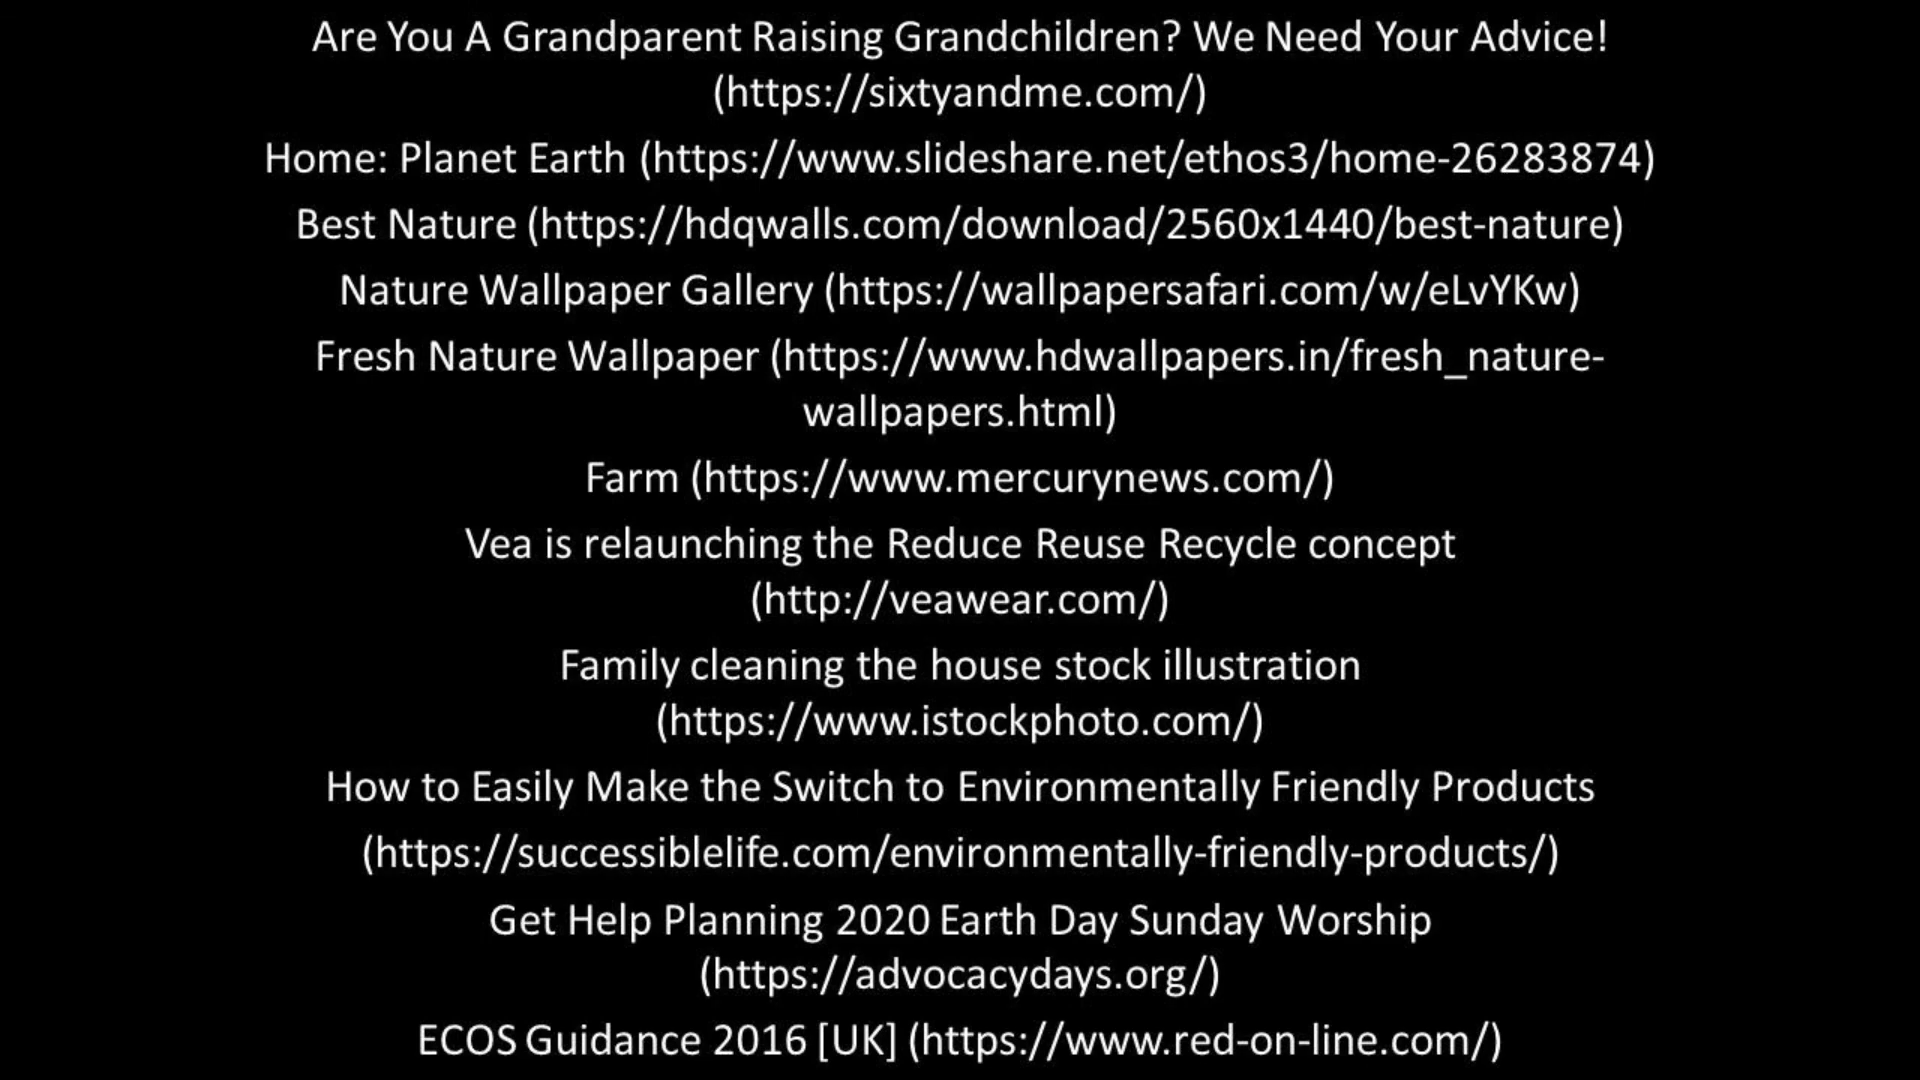 Are You A Grandparent Raising Grandchildren? We Need Your Advice!
(https://sixtyandme.com/)
Home: Planet Earth (https://www.slideshare.net/ethos3/home-26283874)
Best Nature (https://hdqwalls.com/download/2560x1440/best-nature)
Nature Wallpaper Gallery (https://wallpapersafari.com/w/eLvYKw)
Fresh Nature Wallpaper (https://www.hdwallpapers.in/fresh_nature-
wallpapers.html)
Farm (https://www.mercurynews.com/)
Vea is relaunching the Reduce Reuse Recycle concept
(http://veawear.com/)
Family cleaning the house stock illustration
(https://www.istockphoto.com/)
How to Easily Make the Switch to Environmentally Friendly Products
(https://successiblelife.com/environmentally-friendly-products/)
Get Help Planning 2020 Earth Day Sunday Worship
(https://advocacydays.org/)
ECOS Guidance 2016 [UK] (https://www.red-on-line.com/)